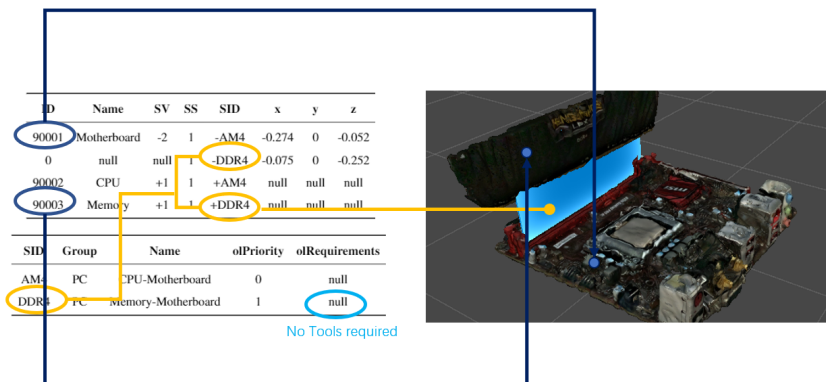 ID Name SV SS SID x y z
90001 Motherboard -2 1 -AM4 -0.274 0 -0.052
0 null null 1 -DDR4 -0.075 0 -0.252
90002 CPU +1 1 +AM4 null null null
90003 Memory +1 1 +DDR4 null null null
SID Group Name olPriority olRequirements
AM4 PC CPU-Motherboard 0 null
DDR4 PC Memory-Motherboard 1 null
No Tools required